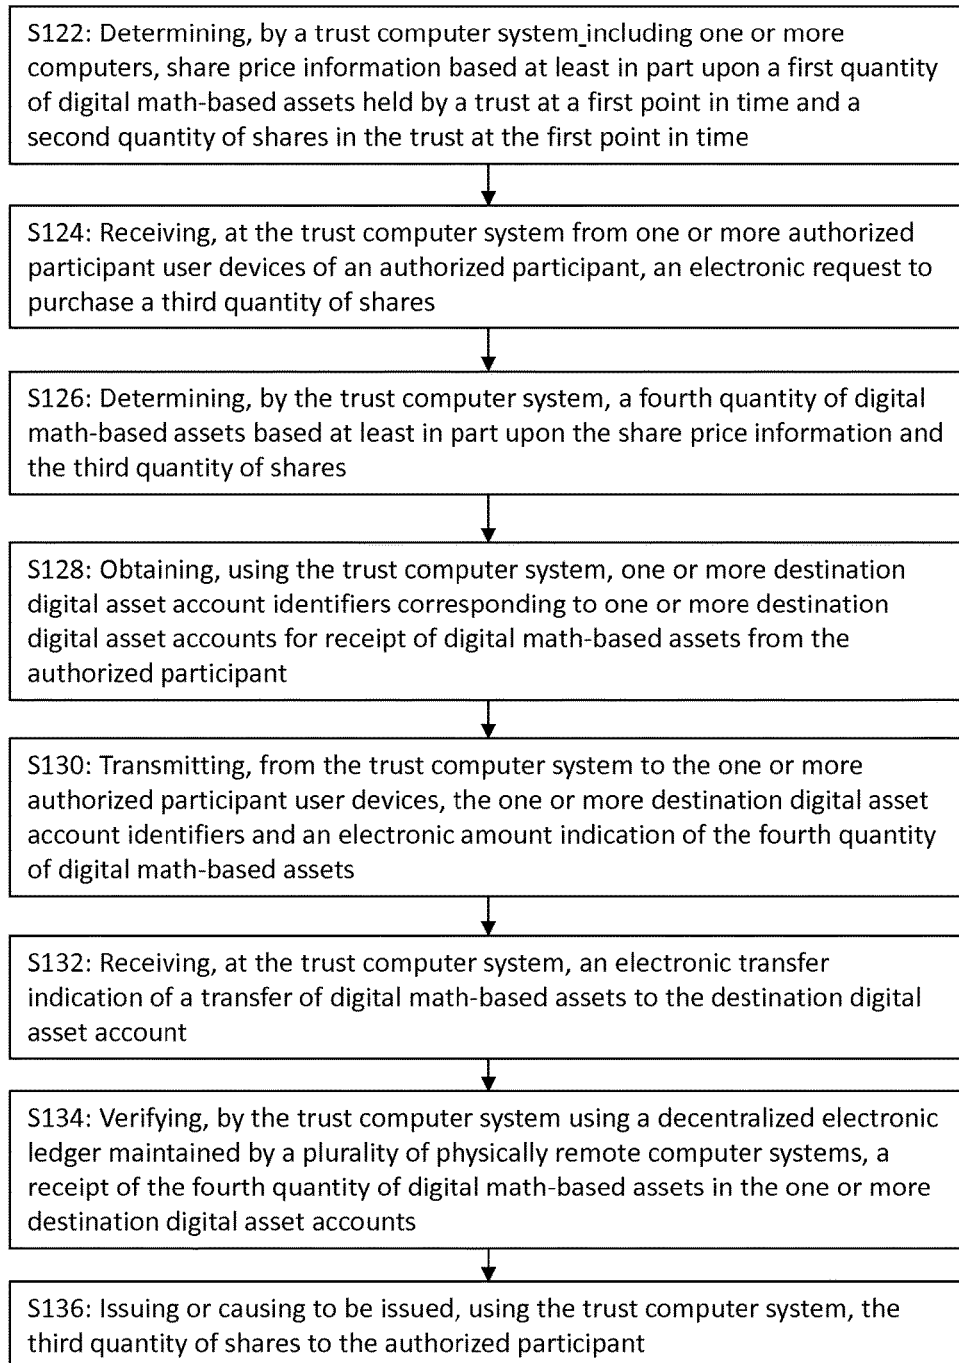 S122: Determining, by a trust computer system_including one or more
computers, share price information based at least in part upon a first quantity
of digital math-based assets held by a trust at a first point in time and a
second quantity of shares in the trust at the first point in time
S124: Receiving, at the trust computer system from one or more authorized
participant user devices of an authorized participant, an electronic request to
purchase a third quantity of shares
S126: Determining, by the trust computer system, a fourth quantity of digital
math-based assets based at least in part upon the share price information and
the third quantity of shares
S128: Obtaining, using the trust computer system, one or more destination
digital asset account identifiers corresponding to one or more destination
digital asset accounts for receipt of digital math-based assets from the
authorized participant
S130: Transmitting, from the trust computer system to the one or more
authorized participant user devices, the one or more destination digital asset
account identifiers and an electronic amount indication of the fourth quantity
of digital math-based assets
S132: Receiving, at the trust computer system, an electronic transfer
indication of a transfer of digital math-based assets to the destination digital
asset account
S134: Verifying, by the trust computer system using a decentralized electronic
ledger maintained by a plurality of physically remote computer systems, a
receipt of the fourth quantity of digital math-based assets in the one or more
destination digital asset accounts
S136: Issuing or causing to be issued, using the trust computer system, the
third quantity of shares to the authorized participant